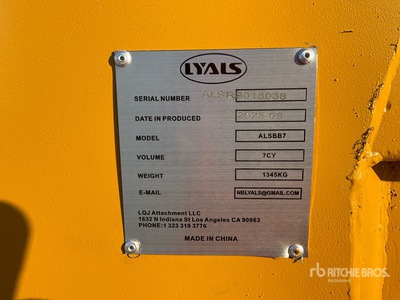 LYALS
SERIAL NUMBER ALSR8018038
DATE IN PRODUCED 2025 08
MODEL ALSBB7
VOLUME 7CY
WEIGHT 1345KG
E-MAIL NBLYALS@GMAIL.COM
LQJ Attachment LLC
1632 N Indiana St Los Angeles CA 90063
PHONE:1 323 319 3776
MADE IN CHINA
rb RITCHIE BROS.